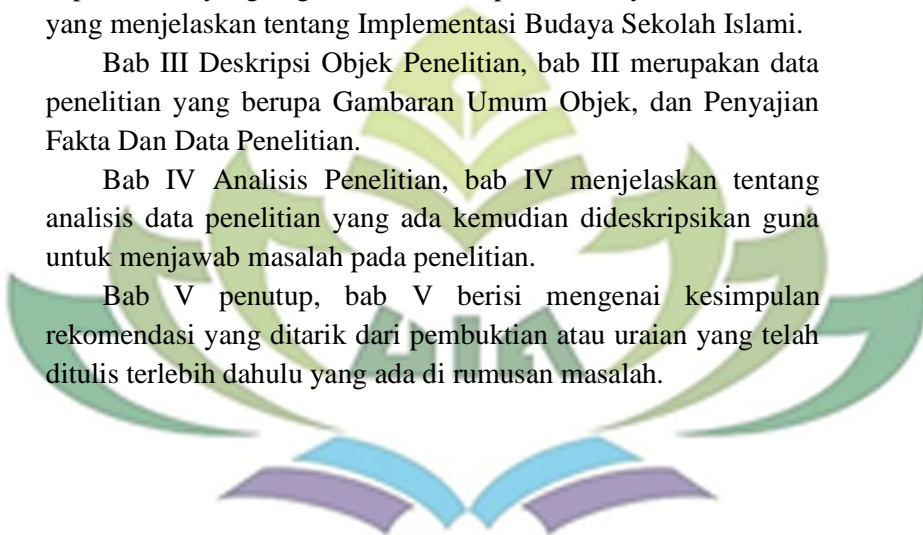 yang menjelaskan tentang Implementasi Budaya Sekolah Islami.
Bab III Deskripsi Objek Penelitian, bab III merupakan data
penelitian yang berupa Gambaran Umum Objek, dan Penyajian
Fakta Dan Data Penelitian.
Bab IV Analisis Penelitian, bab IV menjelaskan tentang
analisis data penelitian yang ada kemudian dideskripsikan guna
untuk menjawab masalah pada penelitian.
Bab V penutup, bab V berisi mengenai kesimpulan
rekomendasi yang ditarik dari pembuktian atau uraian yang telah
ditulis terlebih dahulu yang ada di rumusan masalah.